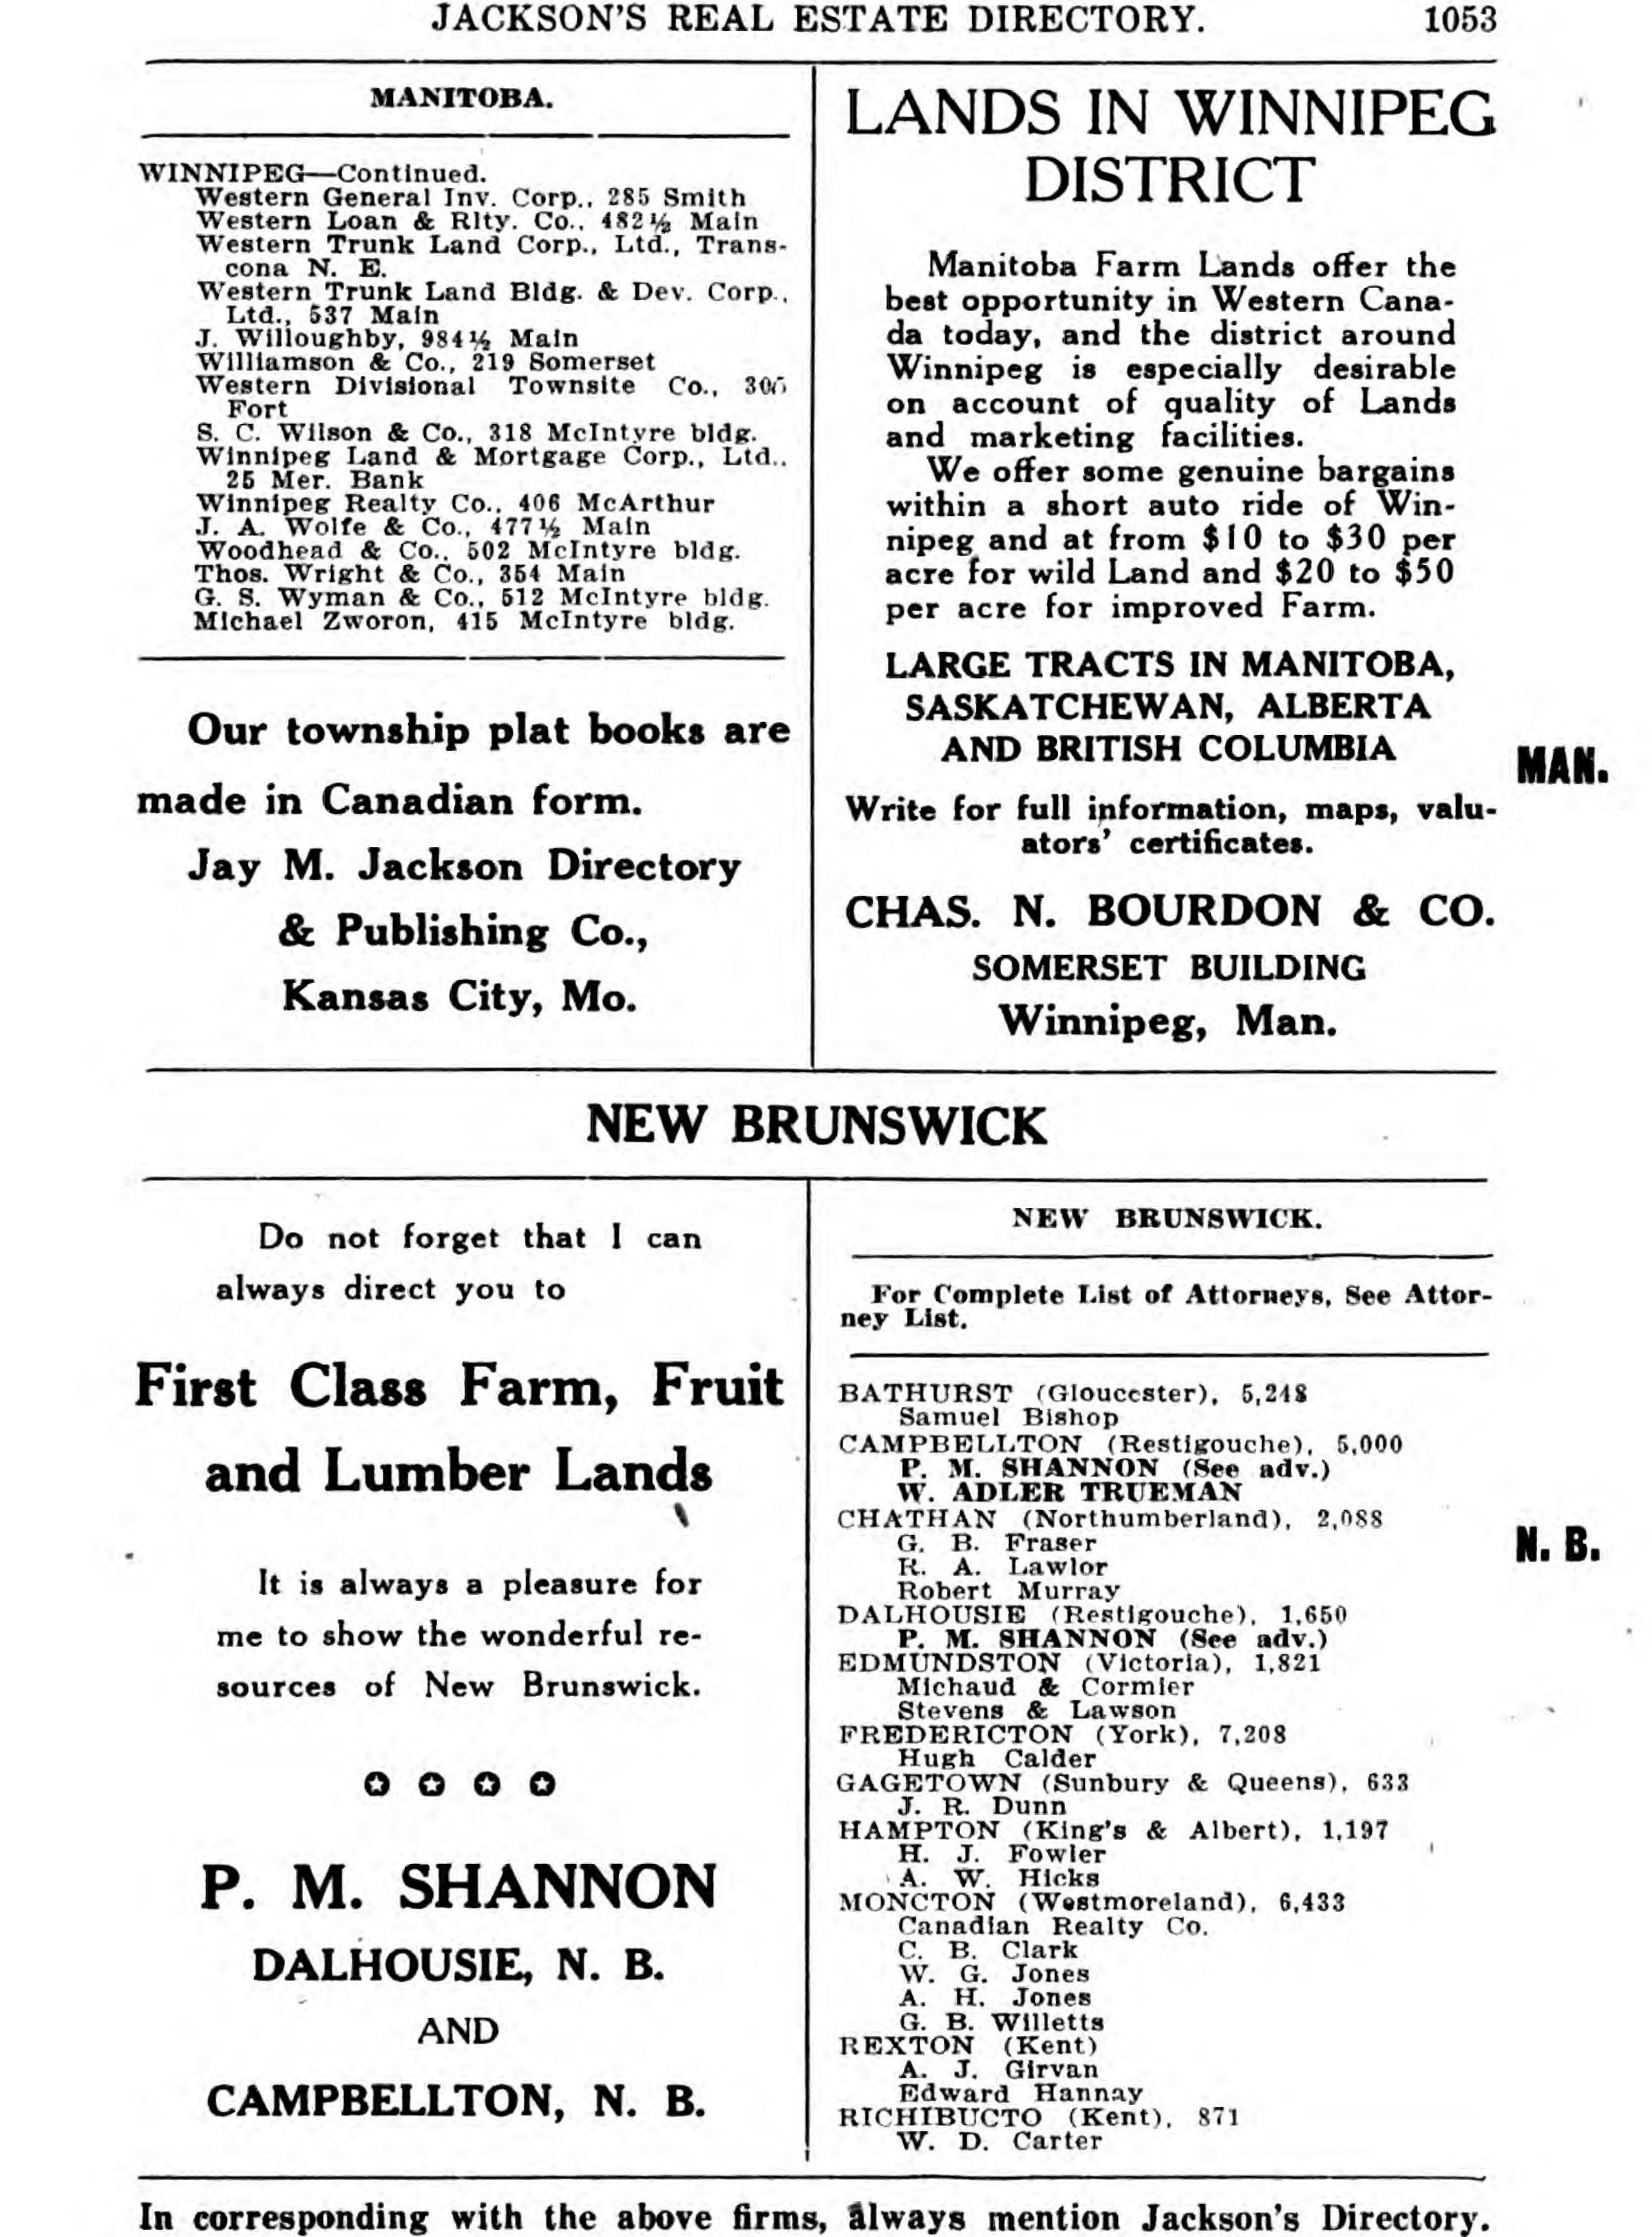 JACKSON'S REAL ESTATE DIRECTORY. 1053
MANITOBA.
WINNIPEG—Continued.
Western General Inv. Corp., 285 Smith
Western Loan & Rlty. Co., 482½ Main
Western Trunk Land Corp., Ltd., Trans-
cona N. E.
Western Trunk Land Bldg. & Dev. Corp.,
Ltd., 537 Main
J. Willoughby, 984½ Main
Williamson & Co., 219 Somerset
Western Divisional Townsite Co., 
Fort
S. C. Wilson & Co., 318 McIntyre bldg.
Winnipeg Land & Mortgage Corp., Ltd.,
25 Mer. Bank
Winnipeg Realty Co., 406 McArthur
J. A. Wolfe & Co., 477½ Main
Woodhead & Co., 502 McIntyre bldg.
Thos. Wright & Co., 354 Main
G. S. Wyman & Co., 512 McIntyre bldg.
Michael Zworon, 415 McIntyre bldg.
Our township plat books are
made in Canadian form.
Jay M. Jackson Directory
& Publishing Co.,
Kansas City, Mo.
LANDS IN WINNIPEG
DISTRICT
Manitoba Farm Lands offer the
best opportunity in Western Cana-
da today, and the district around
Winnipeg is especially desirable
on account of quality of Lands
and marketing facilities.
We offer some genuine bargains
within a short auto ride of Win-
nipeg and at from $10 to $30 per
acre for wild Land and $20 to $50
per acre for improved Farm.
LARGE TRACTS IN MANITOBA,
SASKATCHEWAN, ALBERTA
AND BRITISH COLUMBIA
Write for full information, maps, valu-
ators' certificates.
CHAS. N. BOURDON & CO.
SOMERSET BUILDING
Winnipeg, Man.
MAN.
NEW BRUNSWICK
Do not forget that I can
always direct you to
First Class Farm, Fruit
and Lumber Lands
It is always a pleasure for
me to show the wonderful re-
sources of New Brunswick.
P. M. SHANNON
DALHOUSIE, N. B.
AND
CAMPBELLTON, N. B.
NEW BRUNSWICK.
For Complete List of Attorneys, See Attor-
ney List.
BATHURST (Gloucester), 5,248
Samuel Bishop
CAMPBELLTON (Restigouche), 5,000
P. M. SHANNON (See adv.)
W. ADLER TRUEMAN
CHATHAN (Northumberland), 2,088
G. B. Fraser
R. A. Lawlor
Robert Murray
DALHOUSIE (Restigouche), 1,650
P. M. SHANNON (See adv.)
EDMUNDSTON (Victoria), 1,821
Michaud & Cormier
Stevens & Lawson
FREDERICTON (York), 7,208
Hugh Calder
GAGETOWN (Sunbury & Queens), 633
J. R. Dunn
HAMPTON (King's & Albert), 1,197
H. J. Fowler
A. W. Hicks
MONCTON (Westmoreland), 6,433
Canadian Realty Co.
C. B. Clark
W. G. Jones
A. H. Jones
G. B. Willetts
REXTON (Kent)
A. J. Girvan
Edward Hannay
RICHIBUCTO (Kent), 871
W. D. Carter
N. B.
In corresponding with the above firms, always mention Jackson's Directory.